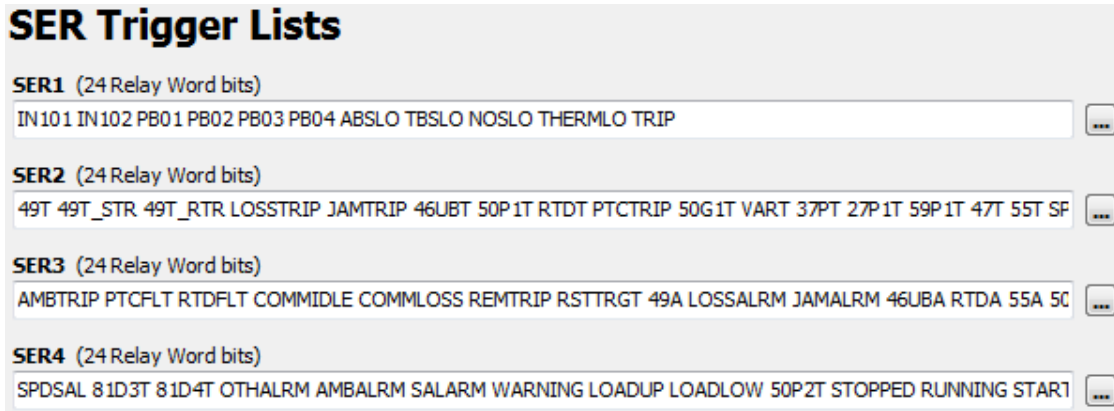 SER Trigger Lists
SER1 (24 Relay Word bits)
IN101 IN102 PB01 PB02 PB03 PB04 ABSLO TBSLO NOSLO THERMLO TRIP
...
SER2 (24 Relay Word bits)
49T 49T_STR 49T_RTR LOSSTRIP JAMTRIP 46UBT 50P1T RTDT PTCTRIP 50G1T VART 37PT 27P1T 59P1T 47T 55T SP
...
SER3 (24 Relay Word bits)
AMBTRIP PTCFLT RTDFLT COMMIDLE COMMLOSS REMTRIP RSTTRGT 49A LOSSALRM JAMALRM 46UBA RTDA 55A 50
...
SER4 (24 Relay Word bits)
SPDSAL 81D3T 81D4T OTHALRM AMBALRM SALARM WARNING LOADUP LOADLOW 50P2T STOPPED RUNNING START
...